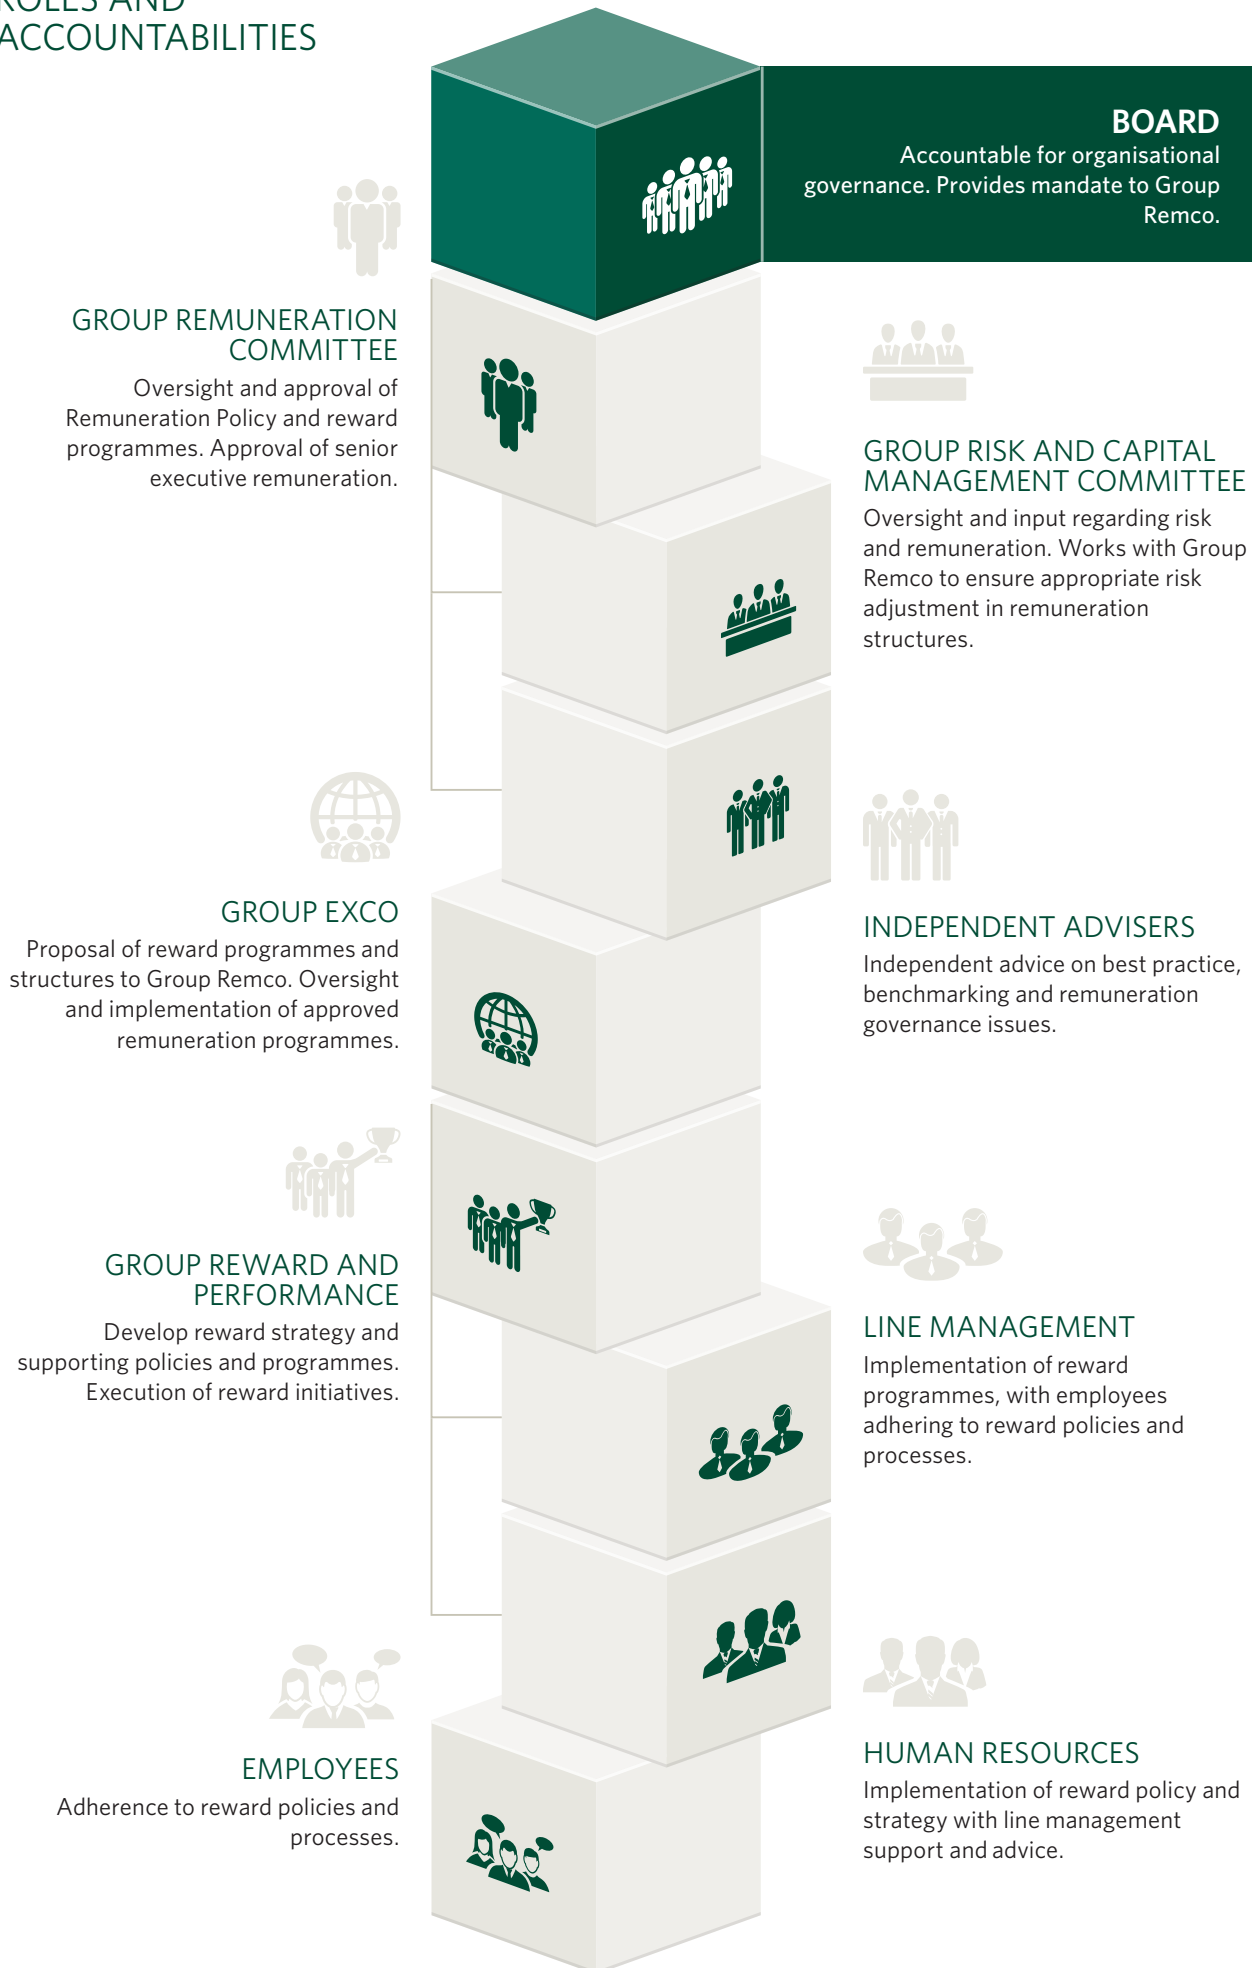 ROLES AND
ACCOUNTABILITIES
BOARD
Accountable for organisational
governance. Provides mandate to Group
Remco.
GROUP REMUNERATION
COMMITTEE
Oversight and approval of
Remuneration Policy and reward
programmes. Approval of senior
executive remuneration.
GROUP RISK AND CAPITAL
MANAGEMENT COMMITTEE
Oversight and input regarding risk
and remuneration. Works with Group
Remco to ensure appropriate risk
adjustment in remuneration
structures.
GROUP EXCO
Proposal of reward programmes and
structures to Group Remco. Oversight
and implementation of approved
remuneration programmes.
INDEPENDENT ADVISERS
Independent advice on best practice,
benchmarking and remuneration
governance issues.
GROUP REWARD AND
PERFORMANCE
Develop reward strategy and
supporting policies and programmes.
Execution of reward initiatives.
LINE MANAGEMENT
Implementation of reward
programmes, with employees
adhering to reward policies and
processes.
EMPLOYEES
Adherence to reward policies and
processes.
HUMAN RESOURCES
Implementation of reward policy and
strategy with line management
support and advice.